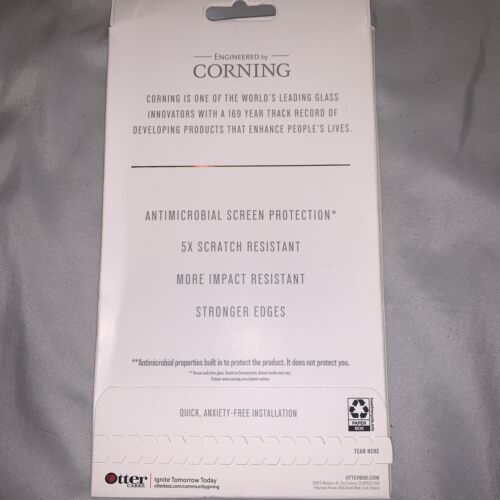 ENGINEERED by
CORNING
CORNING IS ONE OF THE WORLD'S LEADING GLASS
INNOVATORS WITH A 169 YEAR TRACK RECORD OF
DEVELOPING PRODUCTS THAT ENHANCE PEOPLE'S LIVES.
ANTIMICROBIAL SCREEN PROTECTION*
5X SCRATCH RESISTANT
MORE IMPACT RESISTANT
STRONGER EDGES
**Antimicrobial properties built in to protect the product. It does not protect you.
QUICK, ANXIETY-FREE INSTALLATION
PAPER
BOX
TEAR HERE
Otter
CARES
Ignite Tomorrow Today
otterbox.com/communitygiving
OTTERBOX.COM